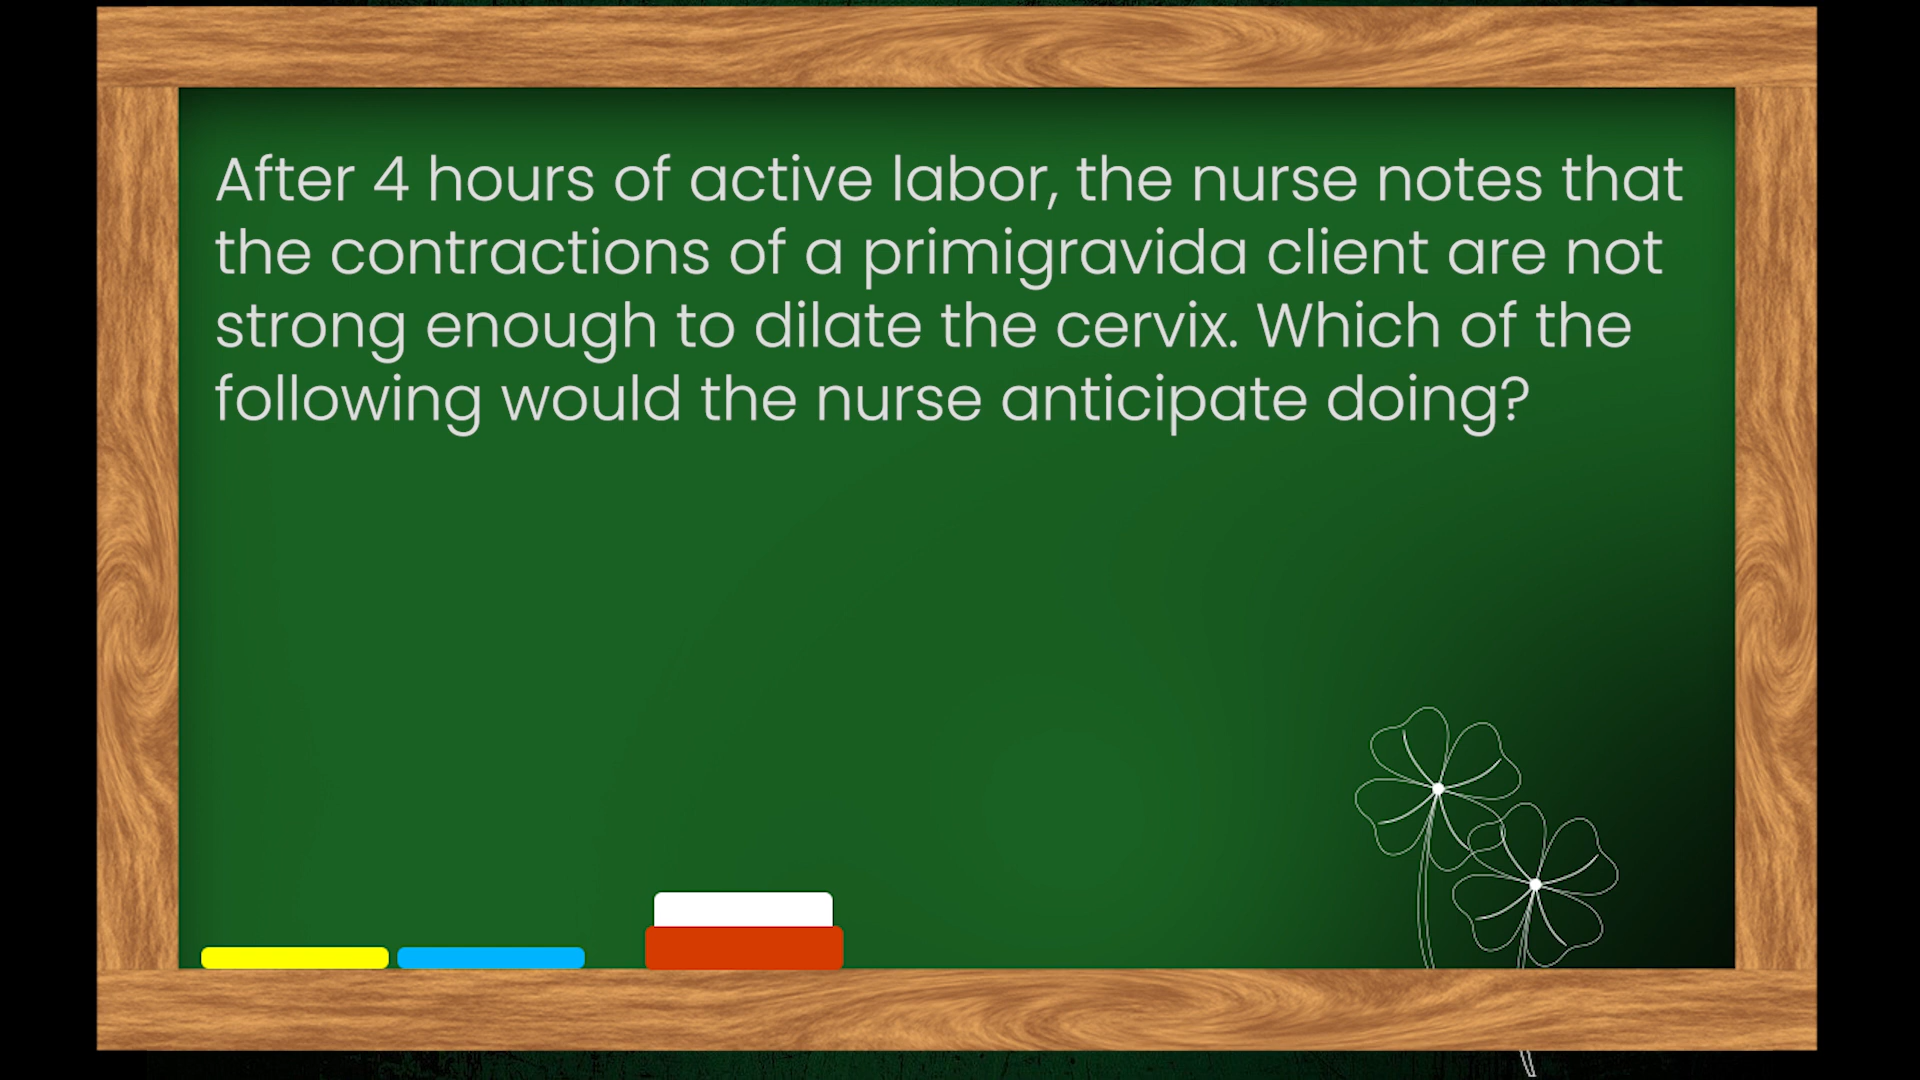 After 4 hours of active labor, the nurse notes that
the contractions of a primigravida client are not
strong enough to dilate the cervix. Which of the
following would the nurse anticipate doing?